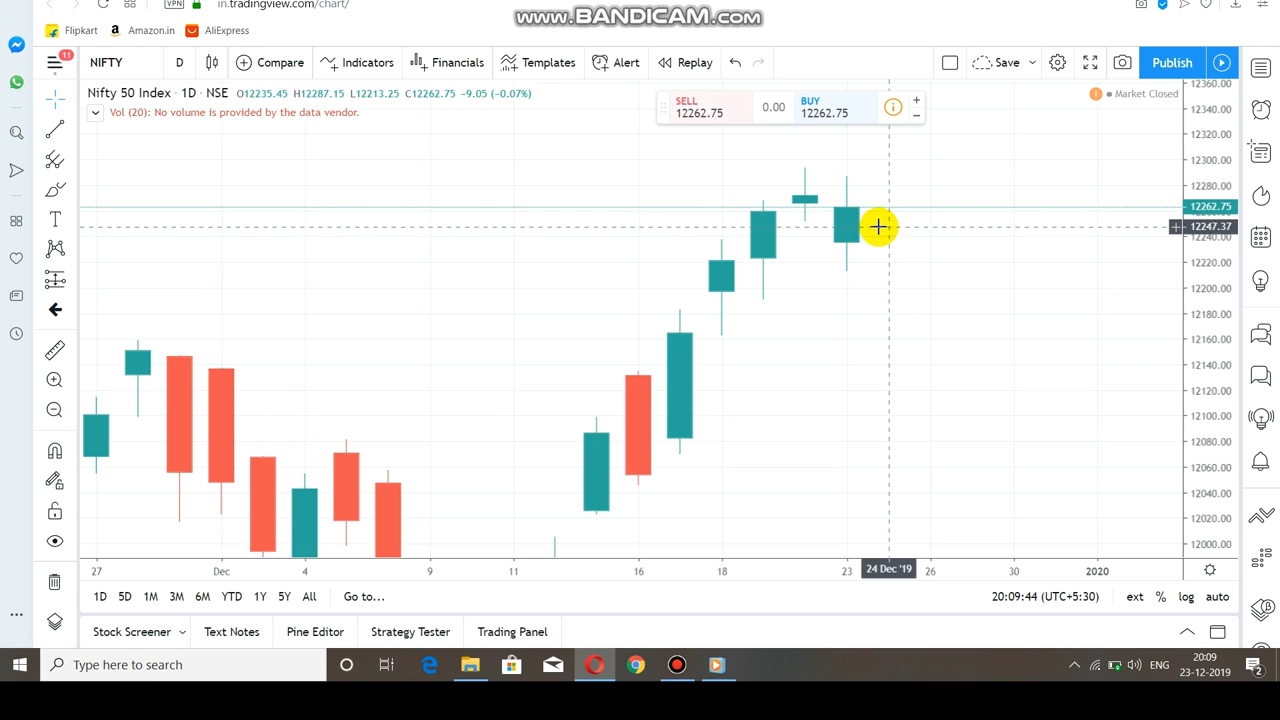 www.BANDICAM.com
VPN
in.tradingview.com/chart/
Flipkart
Amazon.in
AliExpress
11
NIFTY
D
Compare
Indicators
Financials
Templates
Alert
Replay
Save
Publish
Nifty 50 Index · 1D · NSE O12235.45 H12287.15 L12213.25 C12262.75 -9.05 (-0.07%)
Vol (20): No volume is provided by the data vendor.
SELL
12262.75
0.00
BUY
12262.75
Market Closed
12360.00
12340.00
12320.00
12300.00
12280.00
12262.75
12247.37
12240.00
12220.00
12200.00
12180.00
12160.00
12140.00
12120.00
12100.00
12080.00
12060.00
12040.00
12020.00
12000.00
27
Dec
4
9
11
16
18
23
24 Dec '19
26
30
2020
1D 5D 1M 3M 6M YTD 1Y 5Y All Go to...
20:09:44 (UTC+5:30) ext % log auto
Stock Screener
Text Notes
Pine Editor
Strategy Tester
Trading Panel
Type here to search
ENG
20:09
23-12-2019
2